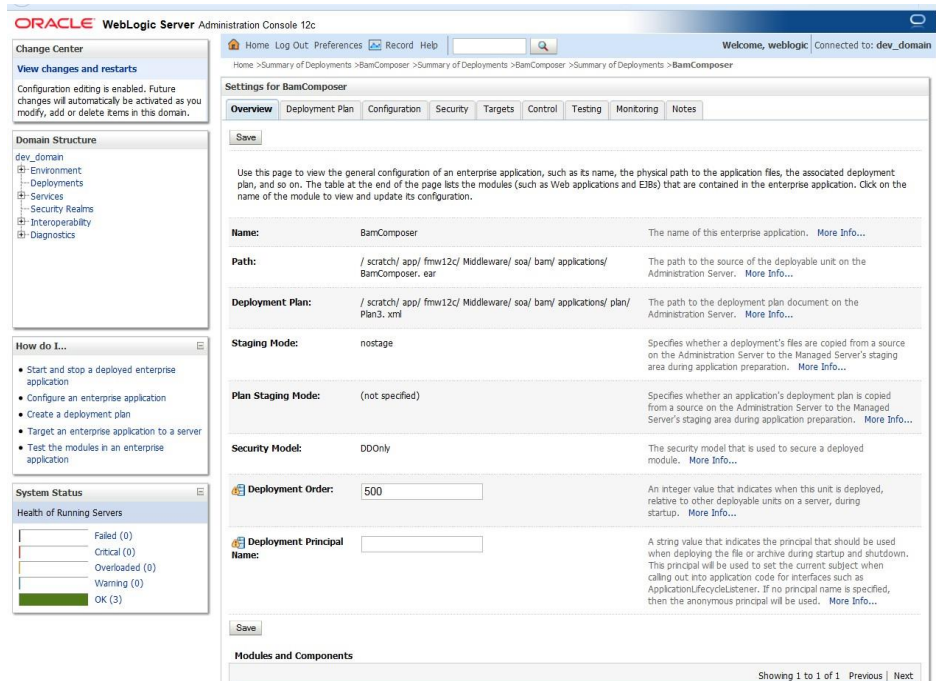 ORACLE WebLogic Server Administration Console 12c
Change Center
View changes and restarts
Configuration editing is enabled. Future
changes will automatically be activated as you
modify, add or delete items in this domain.
Domain Structure
dev_domain
Environment
Deployments
Services
Security Realms
Interoperability
Diagnostics
How do I...
Start and stop a deployed enterprise
application
Configure an enterprise application
Create a deployment plan
Target an enterprise application to a server
Test the modules in an enterprise
application
System Status
Health of Running Servers
Failed (0)
Critical (0)
Overloaded (0)
Warning (0)
OK (3)
Home Log Out Preferences Record Help
Welcome, weblogic Connected to: dev_domain
Home >Summary of Deployments >BamComposer >Summary of Deployments >BamComposer >Summary of Deployments >BamComposer
Settings for BamComposer
Overview Deployment Plan Configuration Security Targets Control Testing Monitoring Notes
Save
Use this page to view the general configuration of an enterprise application, such as its name, the physical path to the application files, the associated deployment
plan, and so on. The table at the end of the page lists the modules (such as Web applications and EJBs) that are contained in the enterprise application. Click on the
name of the module to view and update its configuration.
Name: BamComposer The name of this enterprise application. More Info...
Path: / scratch/ app/ fmw12c/ Middleware/ soa/ bam/ applications/ The path to the source of the deployable unit on the
BamComposer. ear Administration Server. More Info...
Deployment Plan: / scratch/ app/ fmw12c/ Middleware/ soa/ bam/ applications/ plan/ The path to the deployment plan document on the
Plan3. xml Administration Server. More Info...
Staging Mode: nostage Specifies whether a deployment's files are copied from a source
on the Administration Server to the Managed Server's staging
area during application preparation. More Info...
Plan Staging Mode: (not specified) Specifies whether an application's deployment plan is copied
from a source on the Administration Server to the Managed
Server's staging area during application preparation. More Info...
Security Model: DDOnly The security model that is used to secure a deployed
module. More Info...
Deployment Order: 500 An integer value that indicates when this unit is deployed,
relative to other deployable units on a server, during
startup. More Info...
Deployment Principal A string value that indicates the principal that should be used
Name: when deploying the file or archive during startup and shutdown.
This principal will be used to set the current subject when
calling out into application code for interfaces such as
ApplicationLifecycleListener. If no principal name is specified,
then the anonymous principal will be used. More Info...
Save
Modules and Components
Showing 1 to 1 of 1 Previous | Next